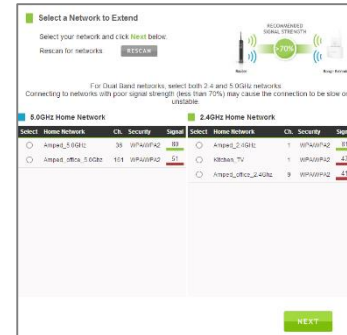 Select a Network to Extend
Select your network and click Next below.
Rescan for networks RESCAN
RECOMMENDED
SIGNAL STRENGTH
>70%
For Dual Band networks, select both 2.4 and 5.0GHz networks.
Connecting to networks with poor signal strength (less than 70%) may cause the connection to be slow or
unstable.
5.0GHz Home Network
Select Home Network Ch. Security Signal
Amped_5.0GHz 36 WPA/WPA2
Amped_office_5.0Ghz 161 WPA/WPA2 51
2.4GHz Home Network
Select Home Network Ch. Security
Amped_2.4GHz 1 WPA/WPA2
Kitchen_TV 1 WPA/WPA2
Amped_office_2.4Ghz 9 WPA/WPA2
NEXT